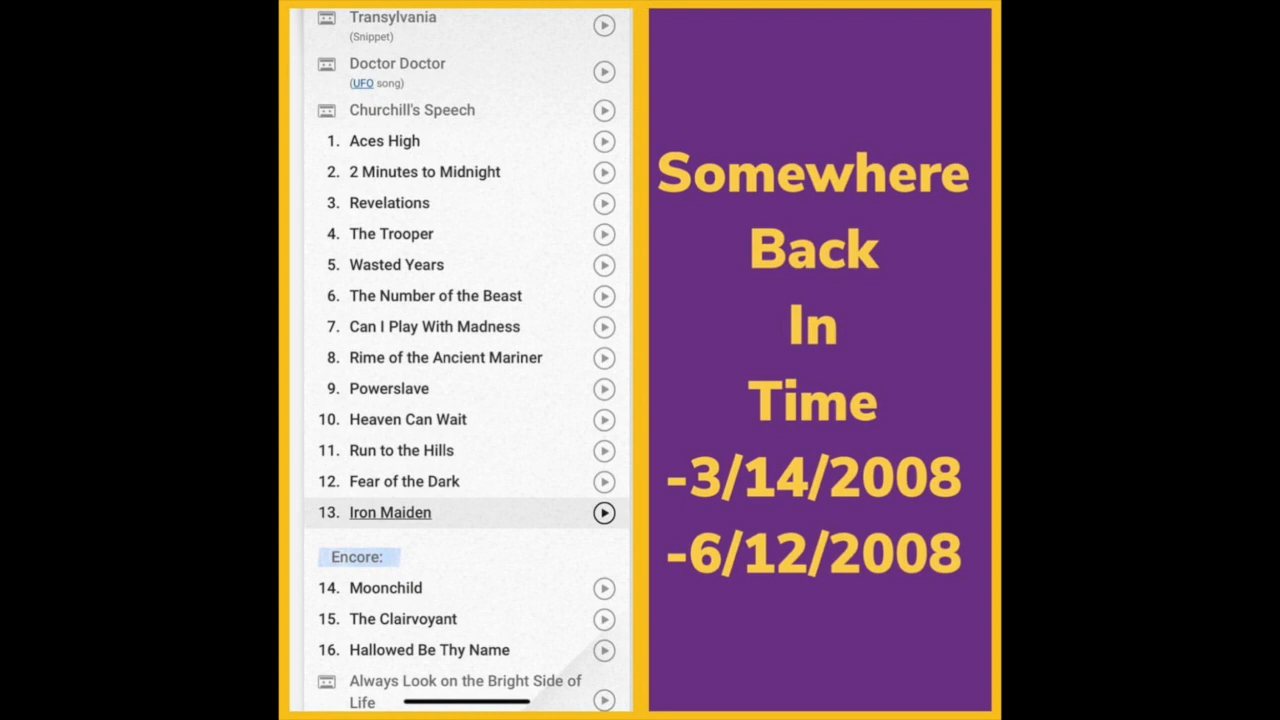 Transylvania
(Snippet)
Doctor Doctor
(UFO song)
Churchill's Speech
1. Aces High
2. 2 Minutes to Midnight
3. Revelations
4. The Trooper
5. Wasted Years
6. The Number of the Beast
7. Can I Play With Madness
8. Rime of the Ancient Mariner
9. Powerslave
10. Heaven Can Wait
11. Run to the Hills
12. Fear of the Dark
13. Iron Maiden
Encore:
14. Moonchild
15. The Clairvoyant
16. Hallowed Be Thy Name
Always Look on the Bright Side of
Life
Somewhere
Back
In
Time
-3/14/2008
-6/12/2008